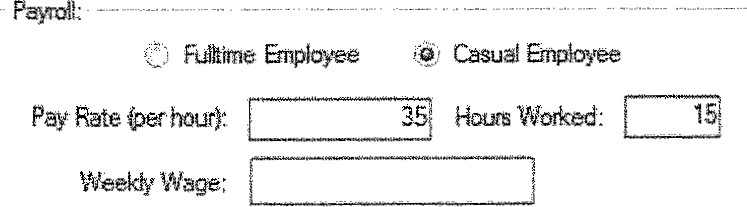 Payroll:
Fulltime Employee Casual Employee
Pay Rate (per hour): 35 Hours Worked: 15
Weekly Wage: